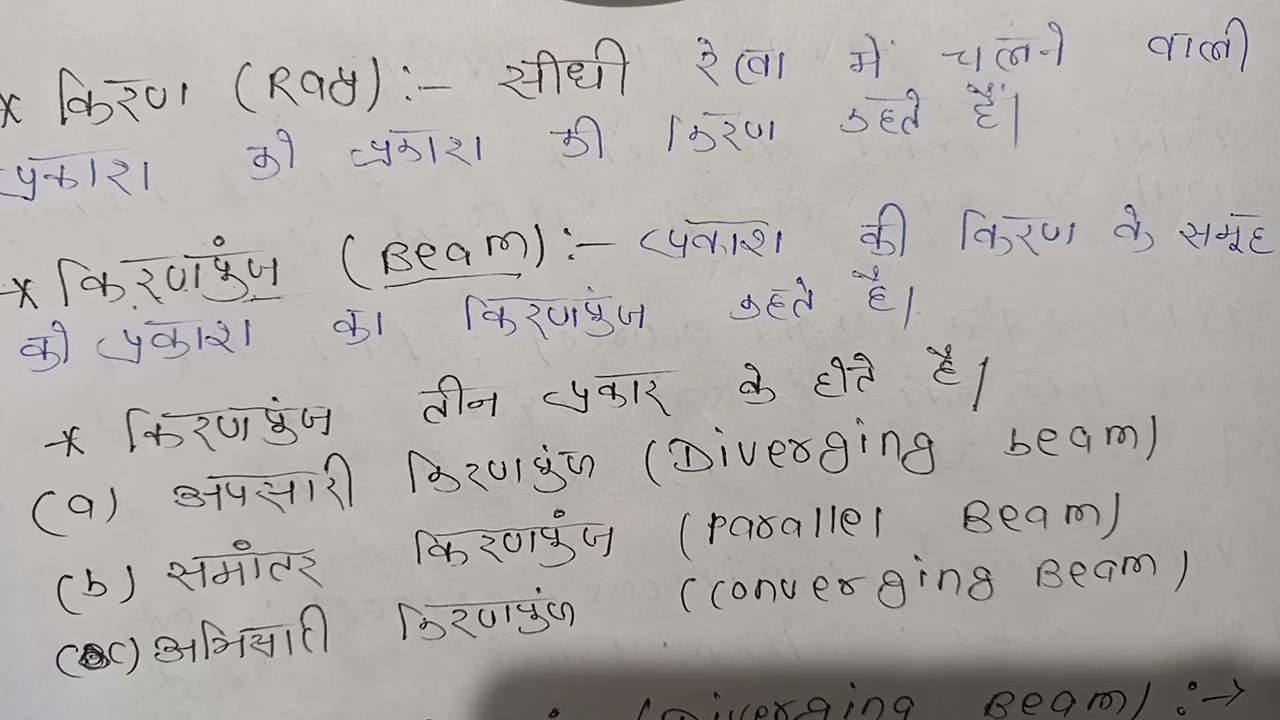 * किरण (Ray) :- सीधी रेखा में चलने वाली
प्रकाश को प्रकाश की किरण कहते हैं।
* किरणपुंज (Beam) :- प्रकाश की किरण के समूह
को प्रकाश का किरणपुंज कहते है।
* किरणपुंज तीन प्रकार के होते है।
(a) अपसारी किरणपुंज (Diverging beam)
(b) समांतर किरणपुंज (Parallel Beam)
(c) अभिसारी किरणपुंज (Converging Beam)
(Diverging Beam) :→